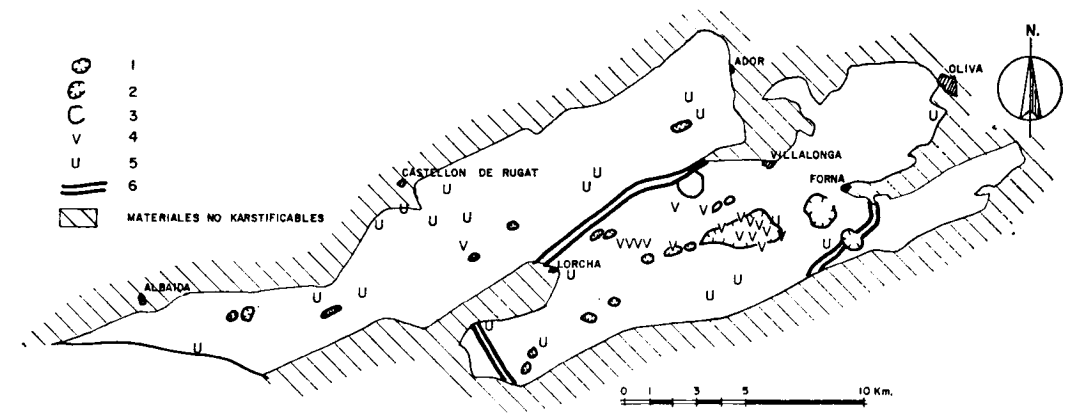 1
2
3
V 4
U 5
6
MATERIALES NO KARSTIFICABLES
N.
ADOR
OLIVA
CASTELLON DE RUGAT
VILLALONGA
FORNA
LORCHA
ALBAIDA
0 1 3 5 10 Km.